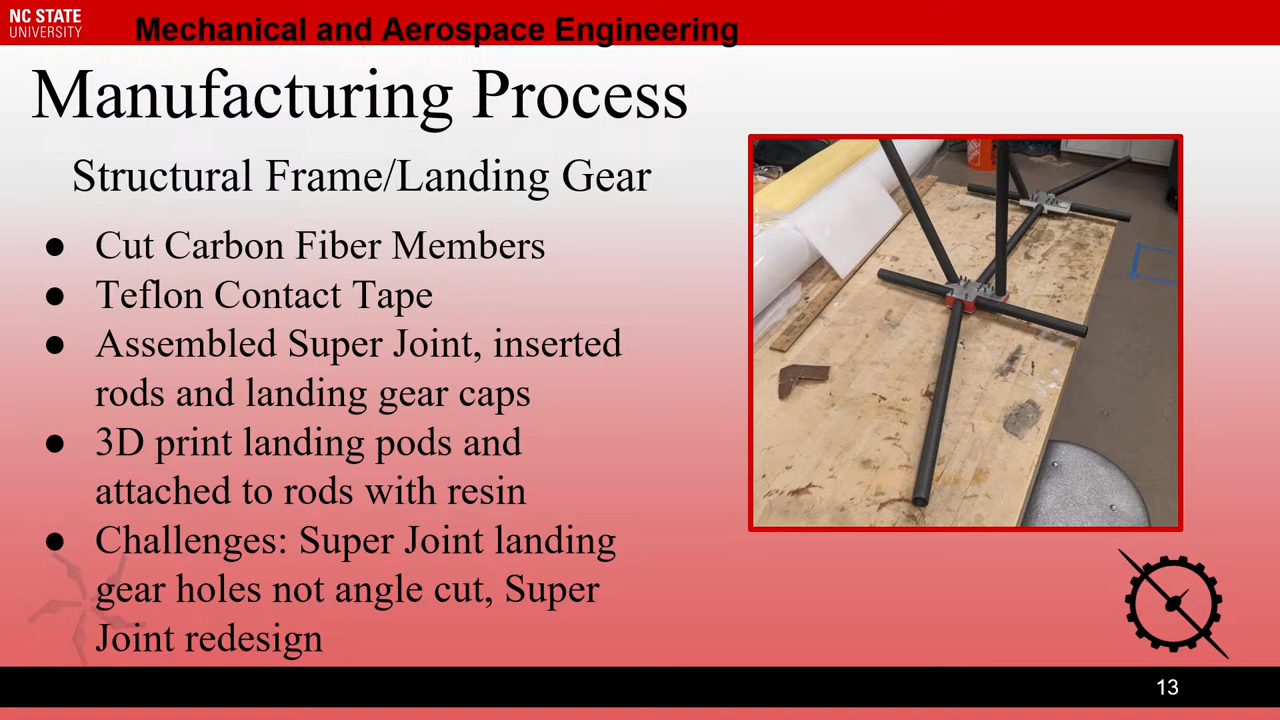 NC STATE
UNIVERSITY
Mechanical and Aerospace Engineering
Manufacturing Process
Structural Frame/Landing Gear
● Cut Carbon Fiber Members
● Teflon Contact Tape
● Assembled Super Joint, inserted
rods and landing gear caps
● 3D print landing pods and
attached to rods with resin
● Challenges: Super Joint landing
gear holes not angle cut, Super
Joint redesign
13